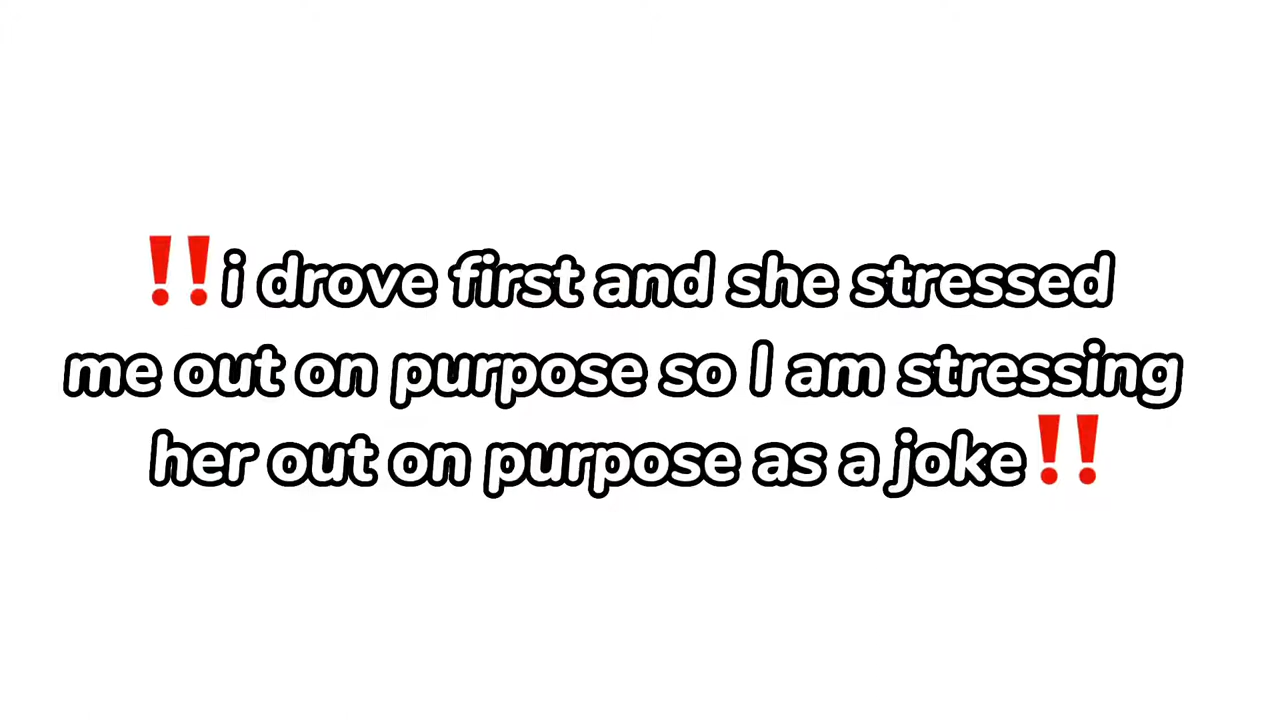 ‼️i drove first and she stressed
me out on purpose so I am stressing
her out on purpose as a joke‼️